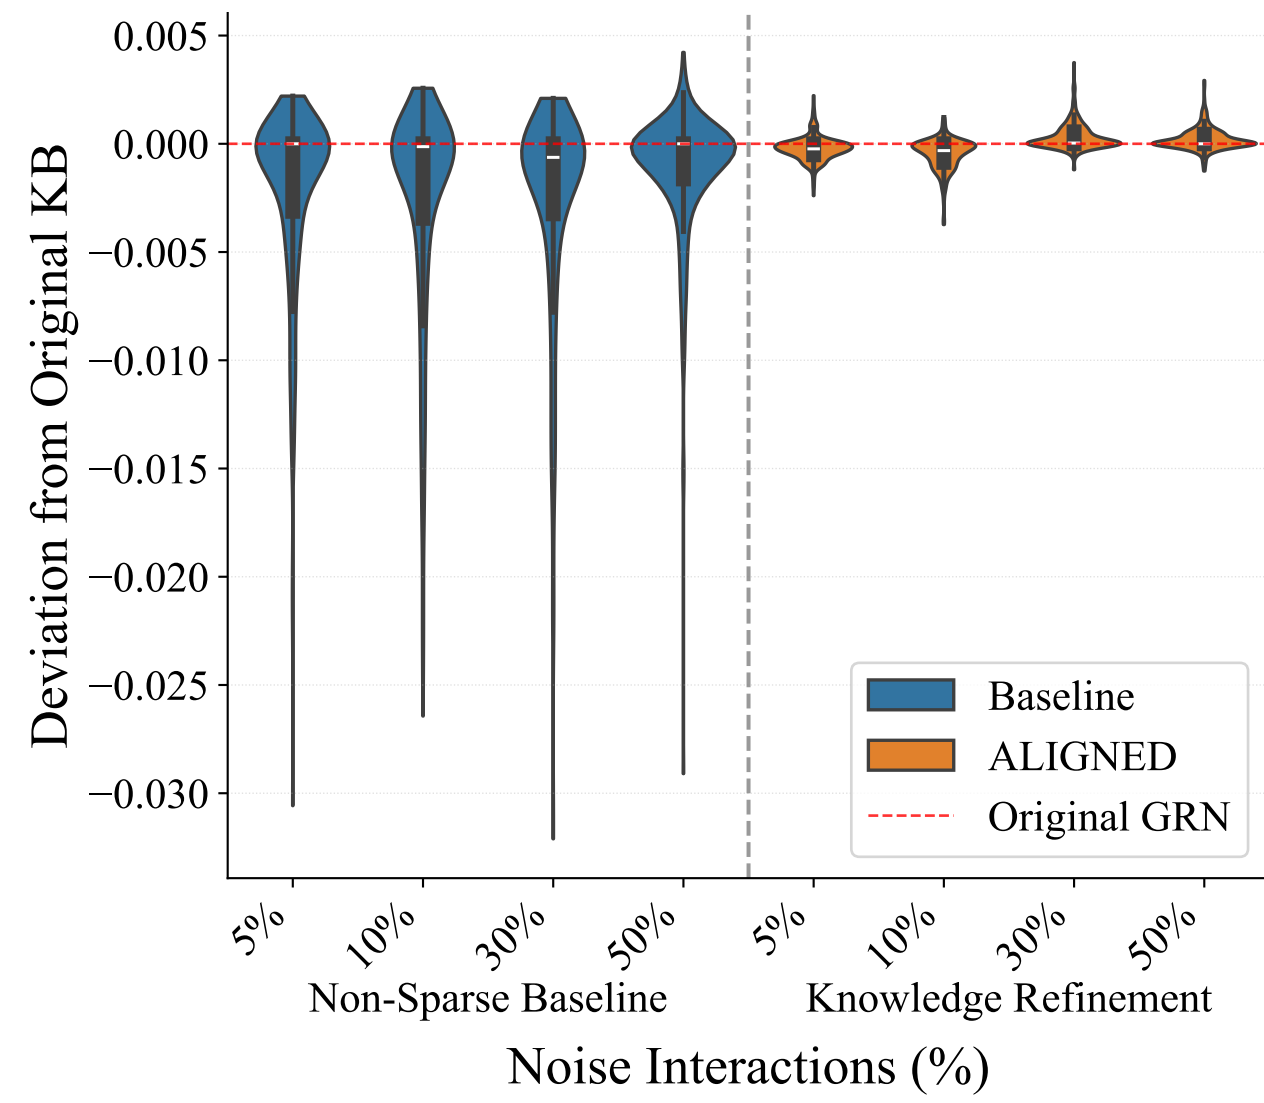 Deviation from Original KB
0.005
0.000
−0.005
−0.010
−0.015
−0.020
−0.025
−0.030
Baseline
ALIGNED
Original GRN
5%
10%
30%
50%
5%
10%
30%
50%
Non-Sparse Baseline
Knowledge Refinement
Noise Interactions (%)